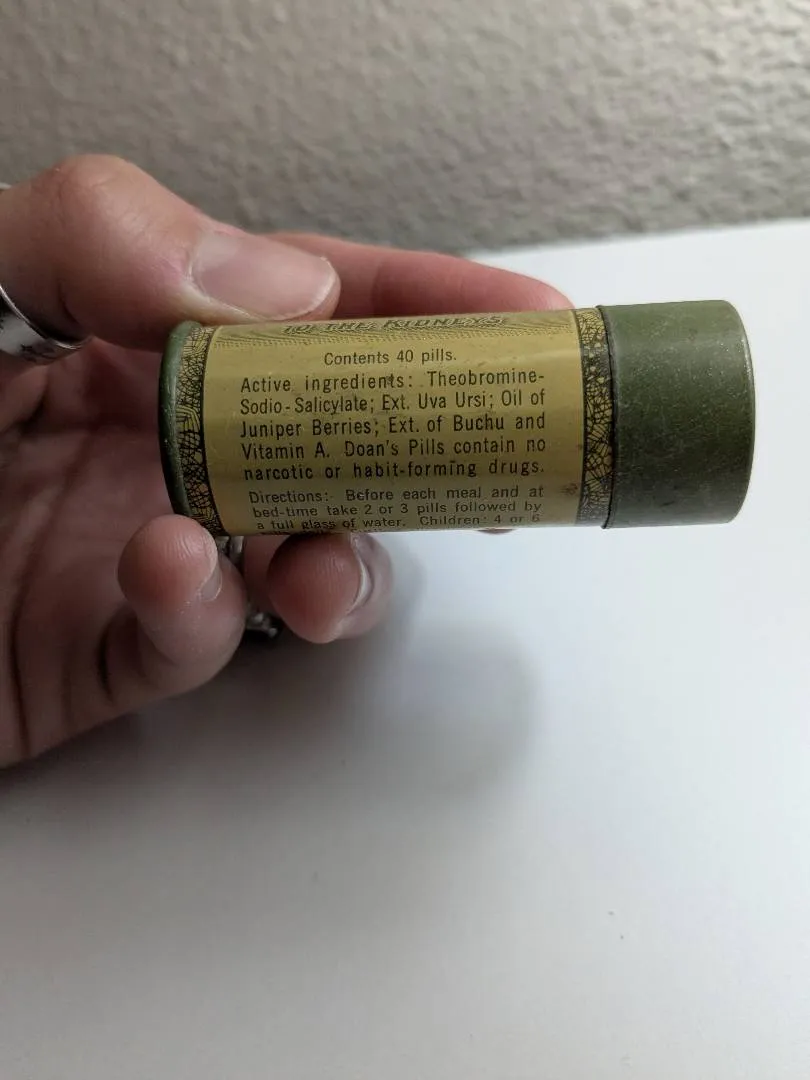 TO THE KIDNEYS
Contents 40 pills.
Active ingredients: Theobromine-
Sodio-Salicylate; Ext. Uva Ursi; Oil of
Juniper Berries; Ext. of Buchu and
Vitamin A. Doan's Pills contain no
narcotic or habit-forming drugs.
Directions:- Before each meal and at
bed-time take 2 or 3 pills followed by
a full glass of water. Children: 4 or 6